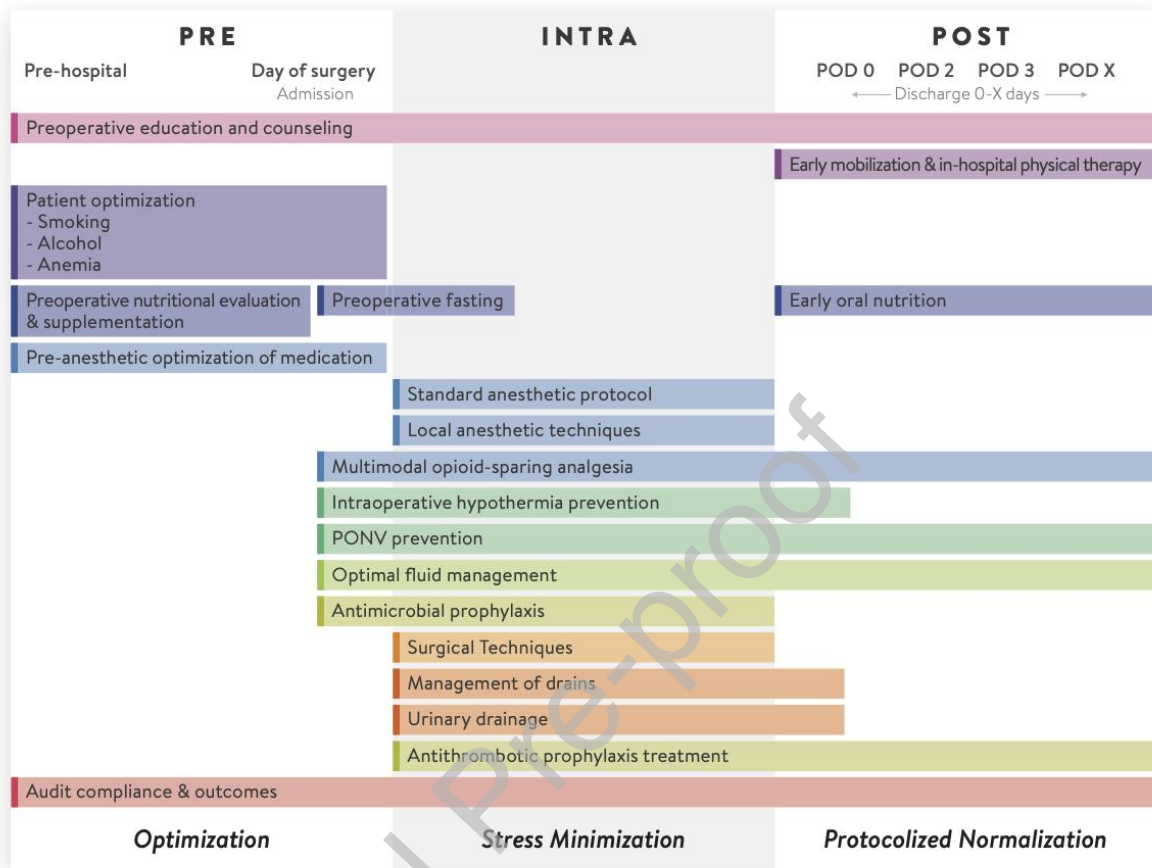 PRE INTRA POST
Pre-hospital Day of surgery POD 0 POD 2 POD 3 POD X
Admission Discharge 0-X days
Preoperative education and counseling
Early mobilization & in-hospital physical therapy
Patient optimization
- Smoking
- Alcohol
- Anemia
Preoperative nutritional evaluation
& supplementation
Preoperative fasting
Early oral nutrition
Pre-anesthetic optimization of medication
Standard anesthetic protocol
Local anesthetic techniques
Multimodal opioid-sparing analgesia
Intraoperative hypothermia prevention
PONV prevention
Optimal fluid management
Antimicrobial prophylaxis
Surgical Techniques
Management of drains
Urinary drainage
Antithrombotic prophylaxis treatment
Audit compliance & outcomes
Optimization Stress Minimization Protocolized Normalization
Pre-proof